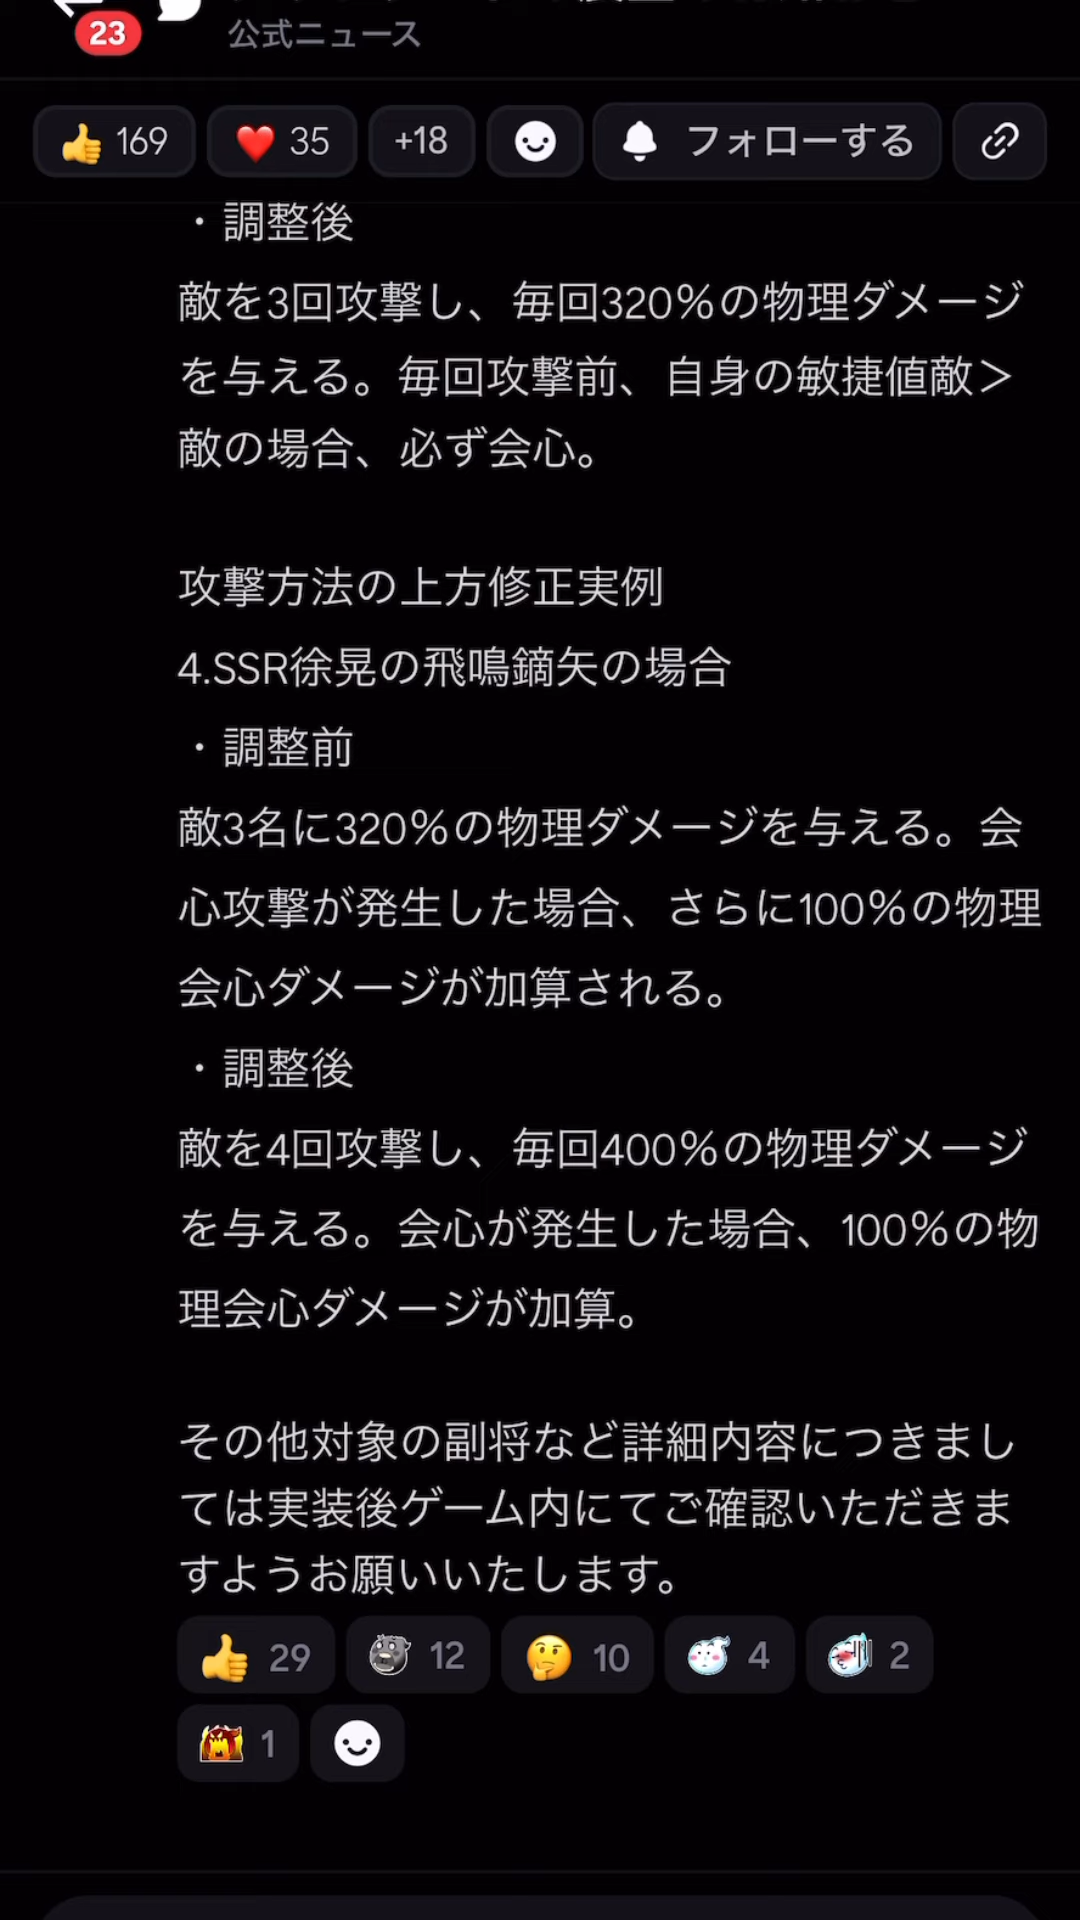 23
公式ニュース
169 35 +18 フォローする
・調整後
敵を3回攻撃し、毎回320%の物理ダメージ
を与える。毎回攻撃前、自身の敏捷値敵＞
敵の場合、必ず会心。
攻撃方法の上方修正実例
4.SSR徐晃の飛鳴鏑矢の場合
・調整前
敵3名に320%の物理ダメージを与える。会
心攻撃が発生した場合、さらに100%の物理
会心ダメージが加算される。
・調整後
敵を4回攻撃し、毎回400%の物理ダメージ
を与える。会心が発生した場合、100%の物
理会心ダメージが加算。
その他対象の副将など詳細内容につきまし
ては実装後ゲーム内にてご確認いただきま
すようお願いいたします。
29 12 10 4 2
1